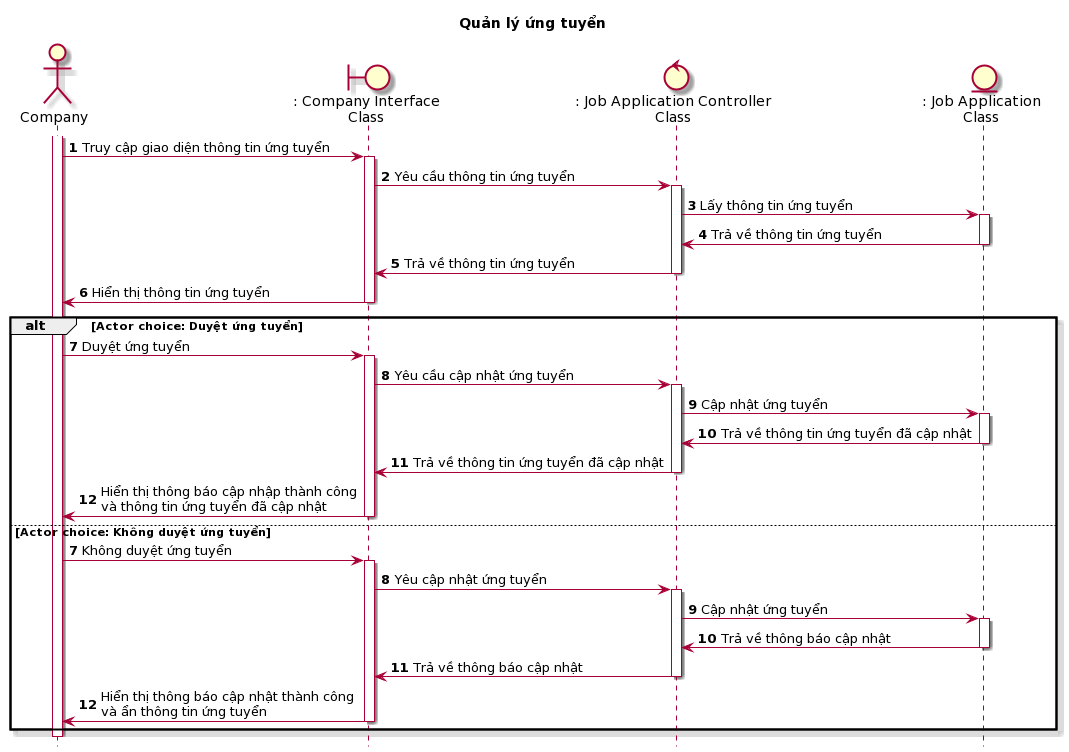 Quản lý ứng tuyển
Company
: Company Interface
Class
: Job Application Controller
Class
: Job Application
Class
1 Truy cập giao diện thông tin ứng tuyển
2 Yêu cầu thông tin ứng tuyển
3 Lấy thông tin ứng tuyển
4 Trả về thông tin ứng tuyển
5 Trả về thông tin ứng tuyển
6 Hiển thị thông tin ứng tuyển
alt [Actor choice: Duyệt ứng tuyển]
7 Duyệt ứng tuyển
8 Yêu cầu cập nhật ứng tuyển
9 Cập nhật ứng tuyển
10 Trả về thông tin ứng tuyển đã cập nhật
11 Trả về thông tin ứng tuyển đã cập nhật
12 Hiển thị thông báo cập nhập thành công
và thông tin ứng tuyển đã cập nhật
[Actor choice: Không duyệt ứng tuyển]
7 Không duyệt ứng tuyển
8 Yêu cập nhật ứng tuyển
9 Cập nhật ứng tuyển
10 Trả về thông báo cập nhật
11 Trả về thông báo cập nhật
12 Hiển thị thông báo cập nhật thành công
và ẩn thông tin ứng tuyển